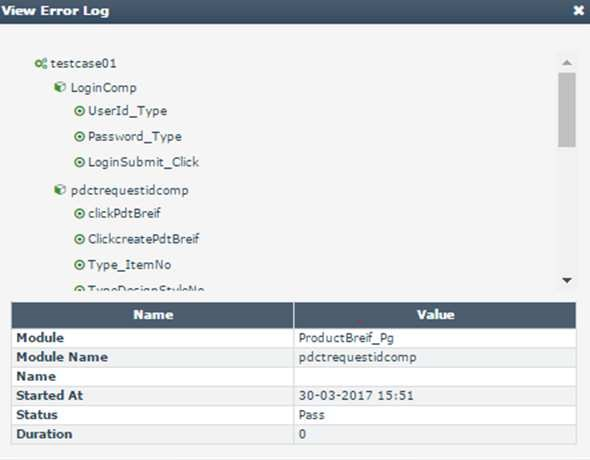 View Error Log
testcase01
LoginComp
UserId_Type
Password_Type
LoginSubmit_Click
pdctrequestidcomp
clickPdtBreif
ClickcreatePdtBreif
Type_ItemNo
TypeDesignStyleNo
Name Value
Module ProductBreif_Pg
Module Name pdctrequestidcomp
Name
Started At 30-03-2017 15:51
Status Pass
Duration 0